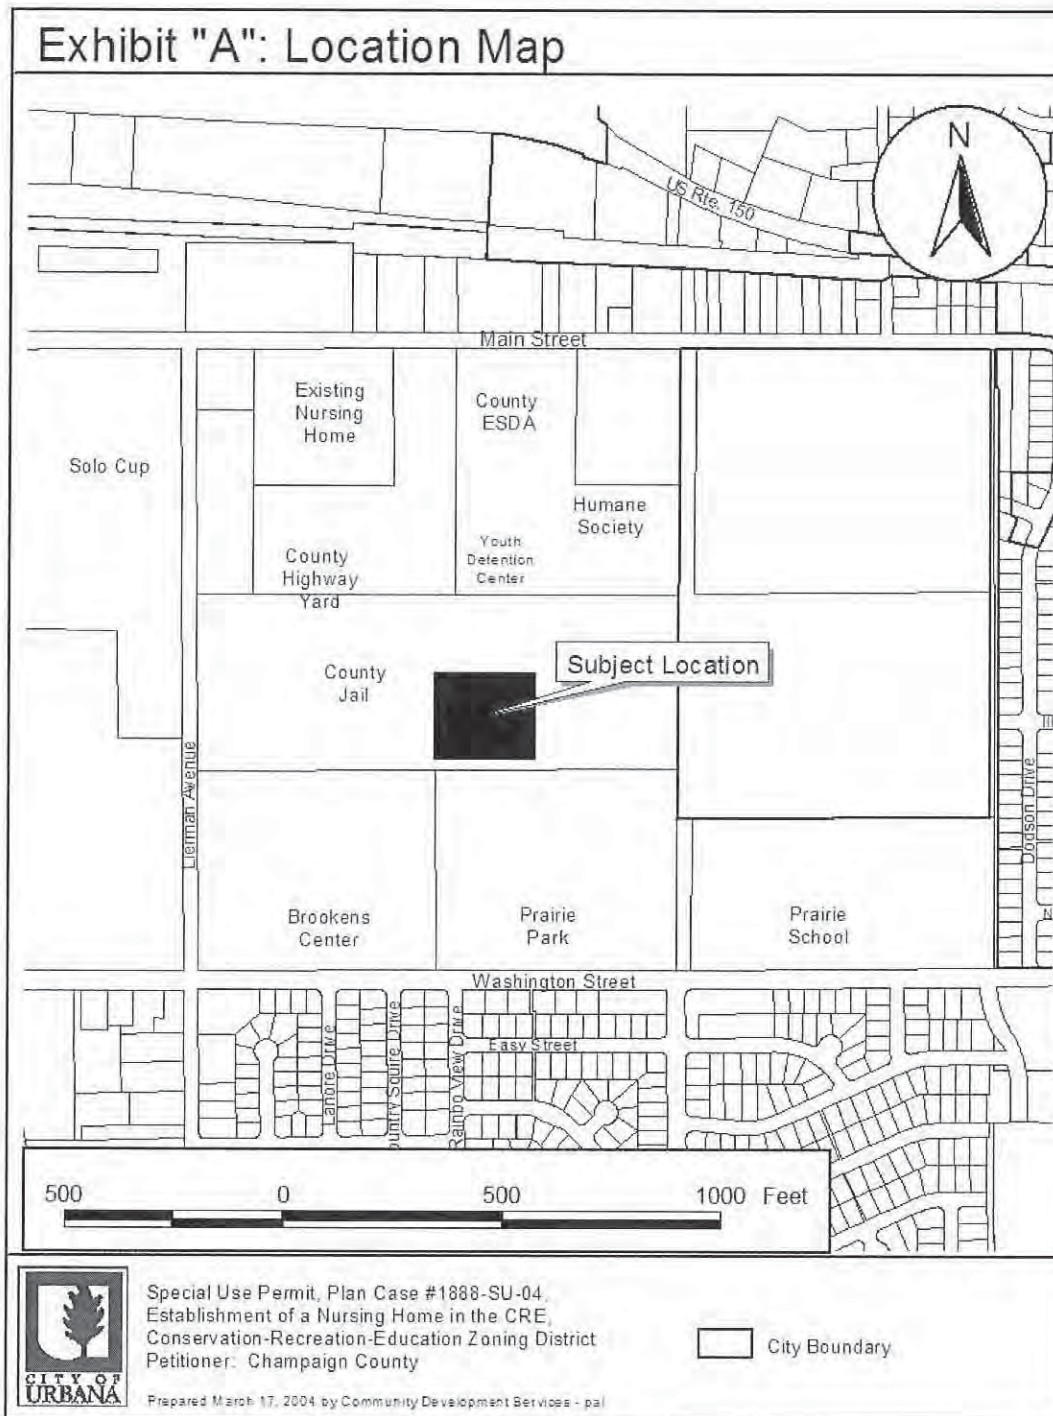 Exhibit "A": Location Map
N
US Rte. 150
Main Street
Existing
Nursing
Home
County
ESDA
Solo Cup
Humane
Society
Youth
Detention
Center
County
Highway
Yard
Subject Location
County
Jail
Lierman Avenue
Dodson Drive
Brookens
Center
Prairie
Park
Prairie
School
N
Washington Street
Lanore Drive
ountry Squire Drive
Rainbo View Drive
Easy Street
500 0 500 1000 Feet
Special Use Permit, Plan Case #1888-SU-04,
Establishment of a Nursing Home in the CRE,
Conservation-Recreation-Education Zoning District
Petitioner: Champaign County
City Boundary
CITY OF
URBANA
Prepared March 17, 2004 by Community Development Services - pal